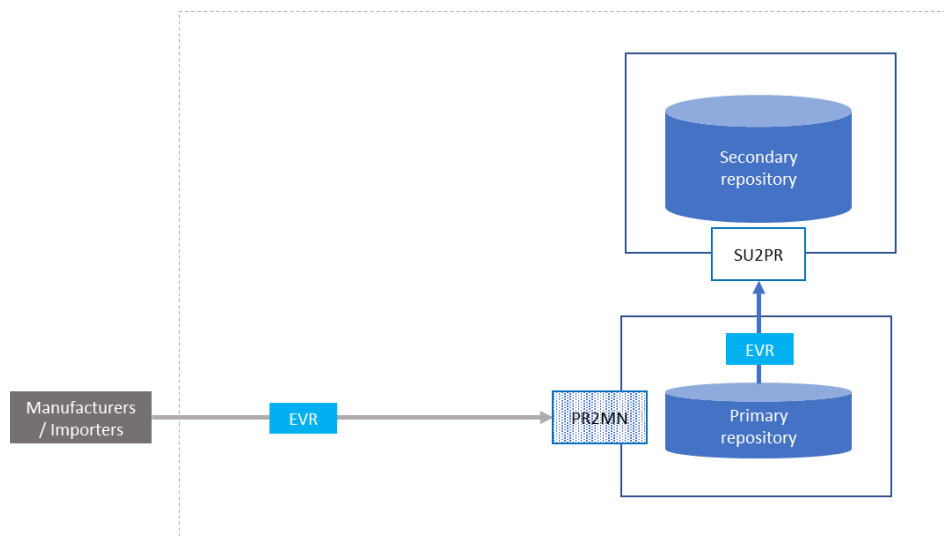 Secondary
repository
SU2PR
EVR
Manufacturers
/ Importers
EVR
PR2MN
Primary
repository